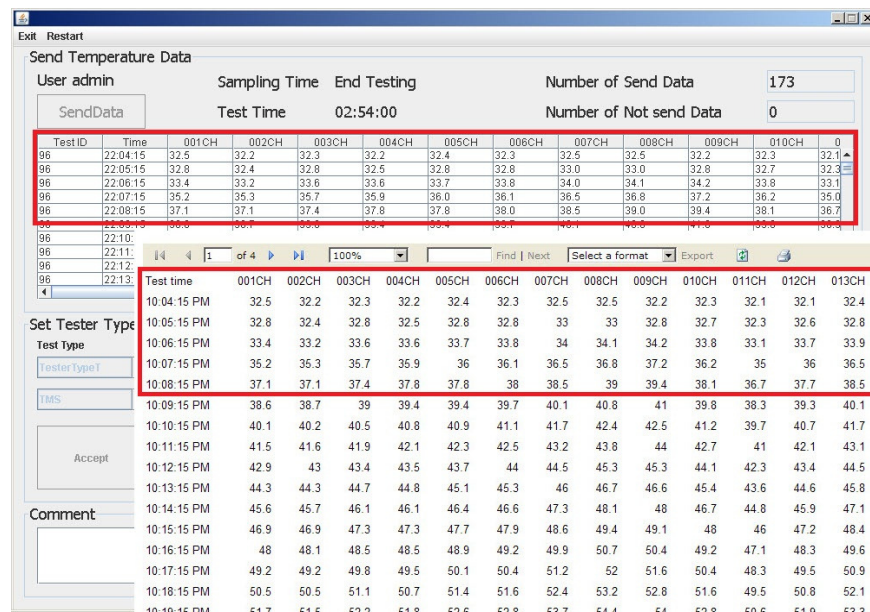 Exit Restart
Send Temperature Data
User admin Sampling Time End Testing Number of Send Data 173
SendData Test Time 02:54:00 Number of Not send Data 0
Test ID Time 001CH 002CH 003CH 004CH 005CH 006CH 007CH 008CH 009CH 010CH 0
96 22:04:15 32.5 32.2 32.3 32.2 32.4 32.3 32.5 32.5 32.2 32.3 32.1
96 22:05:15 32.8 32.4 32.8 32.5 32.8 32.8 33.0 33.0 32.8 32.7 32.3
96 22:06:15 33.4 33.2 33.6 33.6 33.7 33.8 34.0 34.1 34.2 33.8 33.1
96 22:07:15 35.2 35.3 35.7 35.9 36.0 36.1 36.5 36.8 37.2 36.2 35.0
96 22:08:15 37.1 37.1 37.4 37.8 37.8 38.0 38.5 39.0 39.4 38.1 36.7
96 22:10:
96 22:11:
96 22:12:
96 22:13:
1 of 4 100% Find | Next Select a format Export
Test time 001CH 002CH 003CH 004CH 005CH 006CH 007CH 008CH 009CH 010CH 011CH 012CH 013CH
10:04:15 PM 32.5 32.2 32.3 32.2 32.4 32.3 32.5 32.5 32.2 32.3 32.1 32.1 32.4
10:05:15 PM 32.8 32.4 32.8 32.5 32.8 32.8 33 33 32.8 32.7 32.3 32.6 32.8
10:06:15 PM 33.4 33.2 33.6 33.6 33.7 33.8 34 34.1 34.2 33.8 33.1 33.7 33.9
10:07:15 PM 35.2 35.3 35.7 35.9 36 36.1 36.5 36.8 37.2 36.2 35 36 36.5
10:08:15 PM 37.1 37.1 37.4 37.8 37.8 38 38.5 39 39.4 38.1 36.7 37.7 38.5
10:09:15 PM 38.6 38.7 39 39.4 39.4 39.7 40.1 40.8 41 39.8 38.3 39.3 40.1
10:10:15 PM 40.1 40.2 40.5 40.8 40.9 41.1 41.7 42.4 42.5 41.2 39.7 40.7 41.7
10:11:15 PM 41.5 41.6 41.9 42.1 42.3 42.5 43.2 43.8 44 42.7 41 42.1 43.1
10:12:15 PM 42.9 43 43.4 43.5 43.7 44 44.5 45.3 45.3 44.1 42.3 43.4 44.5
10:13:15 PM 44.3 44.3 44.7 44.8 45.1 45.3 46 46.7 46.6 45.4 43.6 44.6 45.8
10:14:15 PM 45.6 45.7 46.1 46.1 46.4 46.6 47.3 48.1 48 46.7 44.8 45.9 47.1
10:15:15 PM 46.9 46.9 47.3 47.3 47.7 47.9 48.6 49.4 49.1 48 46 47.2 48.4
10:16:15 PM 48 48.1 48.5 48.5 48.9 49.2 49.9 50.7 50.4 49.2 47.1 48.3 49.6
10:17:15 PM 49.2 49.2 49.8 49.5 50.1 50.4 51.2 52 51.6 50.4 48.3 49.5 50.9
10:18:15 PM 50.5 50.5 51.1 50.7 51.4 51.6 52.4 53.2 52.8 51.6 49.5 50.8 52.1
Set Tester Type
Test Type
TesterTypeT
TMS
Accept
Comment